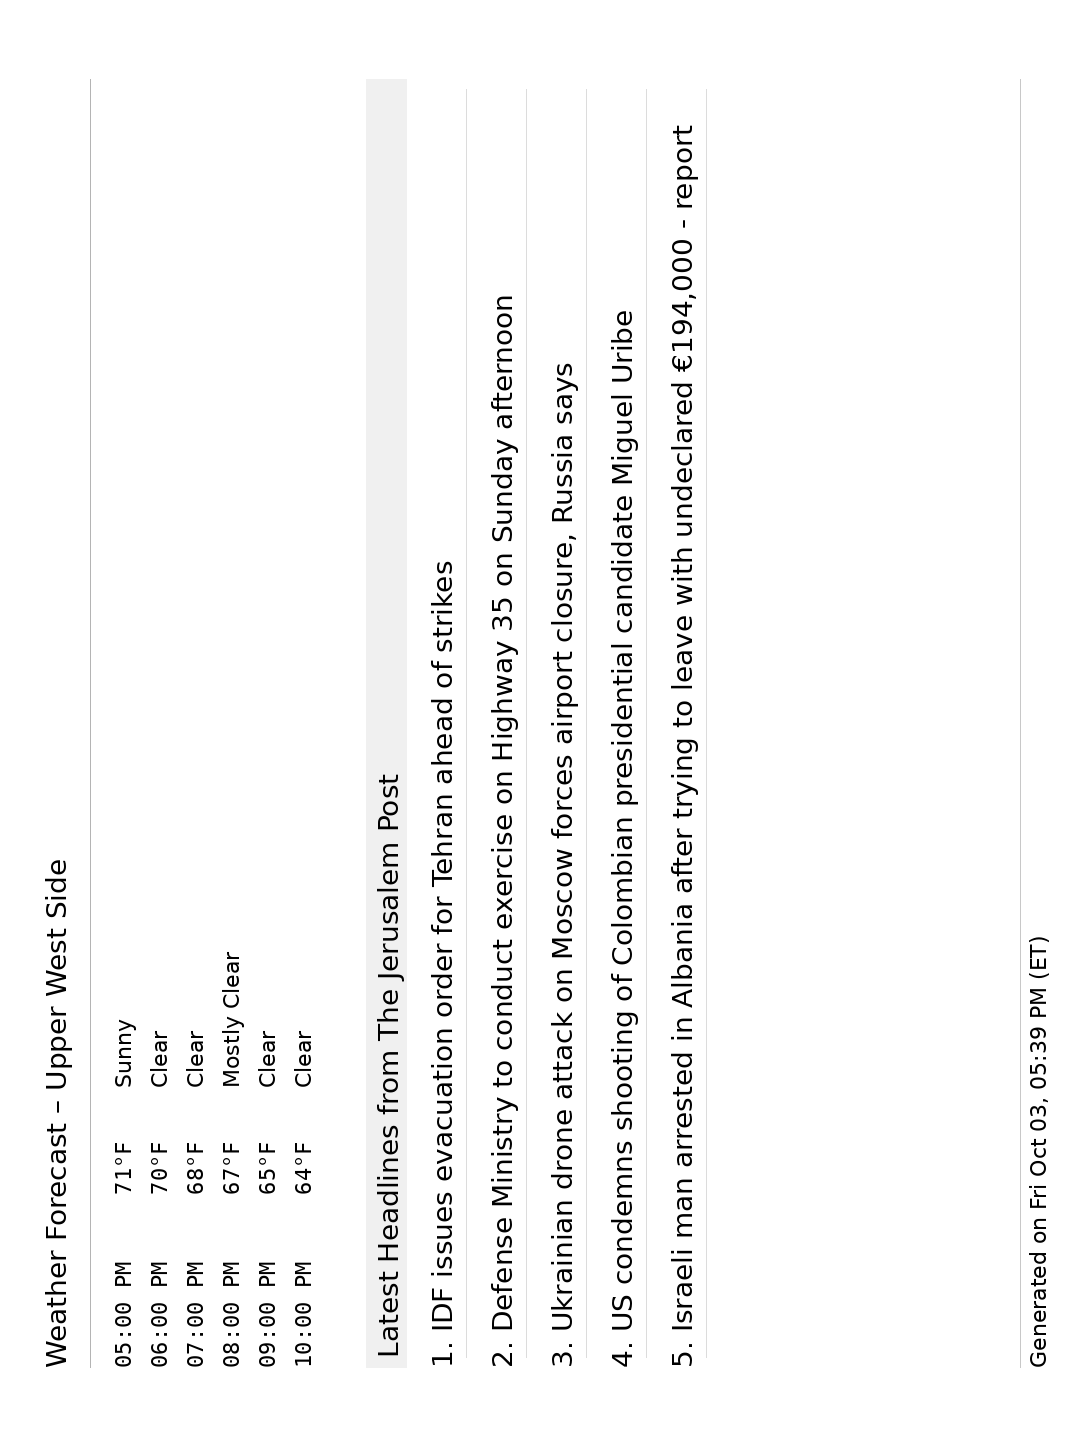 Weather Forecast – Upper West Side
05:00 PM 71°F Sunny
06:00 PM 70°F Clear
07:00 PM 68°F Clear
08:00 PM 67°F Mostly Clear
09:00 PM 65°F Clear
10:00 PM 64°F Clear
Latest Headlines from The Jerusalem Post
1. IDF issues evacuation order for Tehran ahead of strikes
2. Defense Ministry to conduct exercise on Highway 35 on Sunday afternoon
3. Ukrainian drone attack on Moscow forces airport closure, Russia says
4. US condemns shooting of Colombian presidential candidate Miguel Uribe
5. Israeli man arrested in Albania after trying to leave with undeclared €194,000 - report
Generated on Fri Oct 03, 05:39 PM (ET)